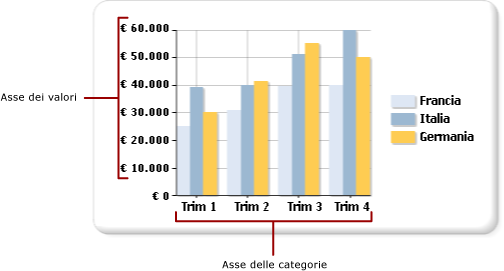 € 60.000
€ 50.000
€ 40.000
€ 30.000
€ 20.000
€ 10.000
€ 0
Asse dei valori
Trim 1 Trim 2 Trim 3 Trim 4
Francia
Italia
Germania
Asse delle categorie